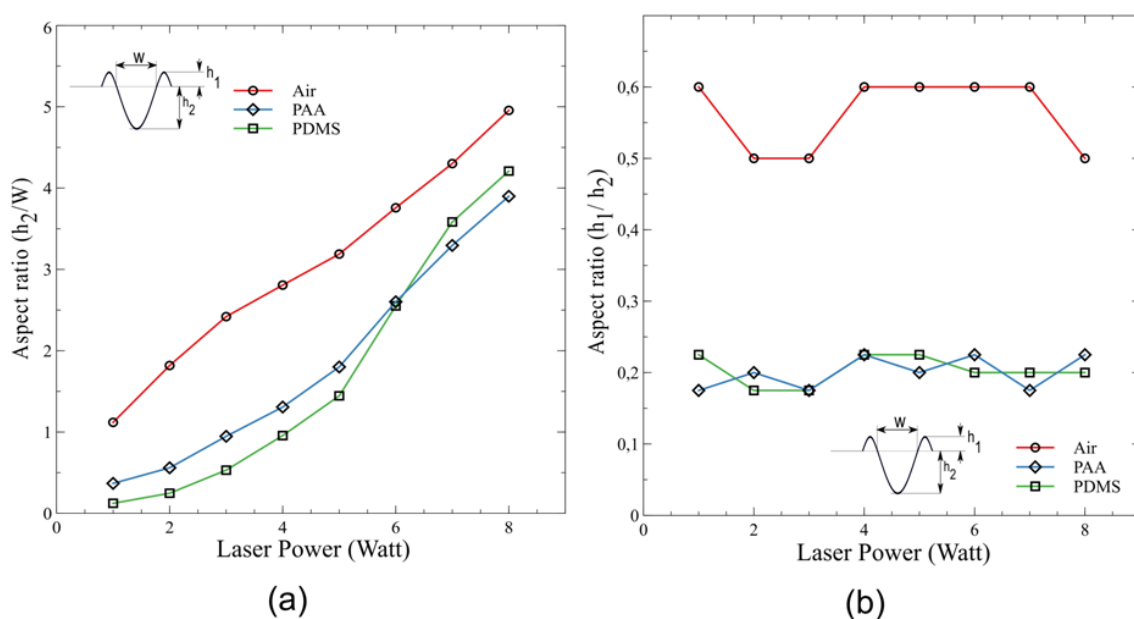 6
5
4
3
2
1
0
0
2
4
6
8
Aspect ratio (h2/W)
Laser Power (Watt)
W
h1
h2
Air
PAA
PDMS
(a)
0,6
0,5
0,4
0,3
0,2
0,1
0
0
2
4
6
8
Aspect ratio (h1/ h2)
Laser Power (Watt)
W
h1
h2
Air
PAA
PDMS
(b)